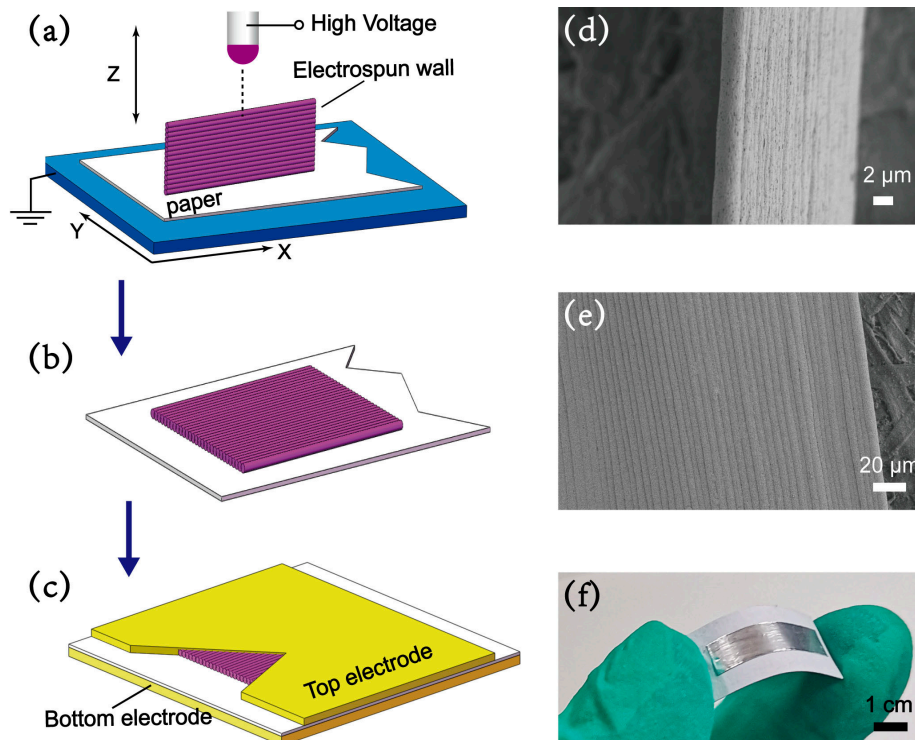 (a)
High Voltage
Z
Electrospun wall
paper
Y
X
(b)
(c)
Top electrode
Bottom electrode
(d)
2 μm
(e)
20 μm
(f)
1 cm